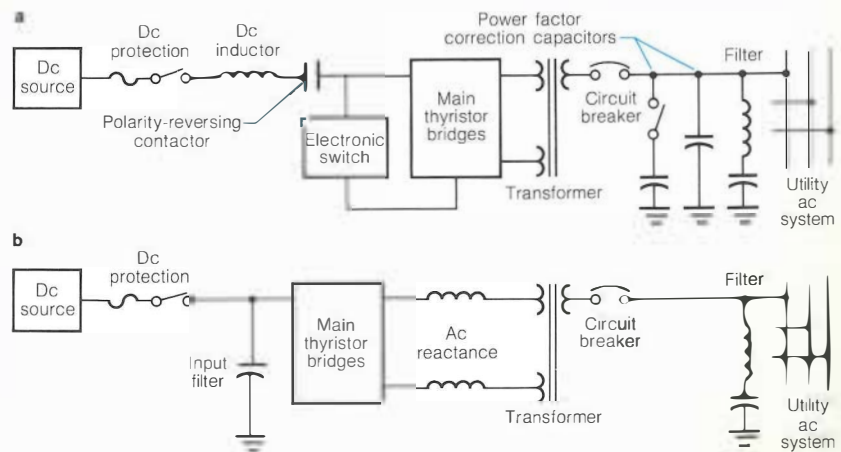 a
Dc
source
Dc
protection
Dc
inductor
Polarity-reversing
contactor
Electronic
switch
Main
thyristor
bridges
Transformer
Power factor
correction capacitors
Circuit
breaker
Filter
Utility
ac
system
b
Dc
source
Dc
protection
Input
filter
Main
thyristor
bridges
Ac
reactance
Transformer
Circuit
breaker
Filter
Utility
ac
system